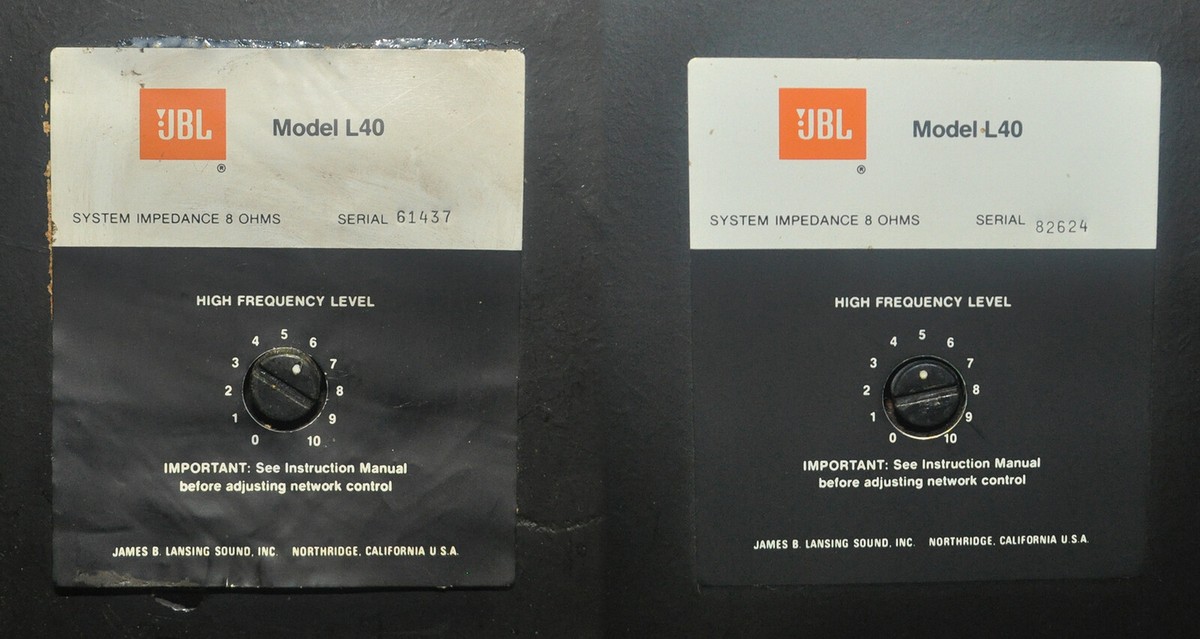 JBL
®
Model L40
SYSTEM IMPEDANCE 8 OHMS SERIAL 61437
HIGH FREQUENCY LEVEL
0 1 2 3 4 5 6 7 8 9 10
IMPORTANT: See Instruction Manual
before adjusting network control
JAMES B. LANSING SOUND, INC. NORTHRIDGE, CALIFORNIA U.S.A.
JBL
®
Model L40
SYSTEM IMPEDANCE 8 OHMS SERIAL 82624
HIGH FREQUENCY LEVEL
0 1 2 3 4 5 6 7 8 9 10
IMPORTANT: See Instruction Manual
before adjusting network control
JAMES B. LANSING SOUND, INC. NORTHRIDGE, CALIFORNIA U.S.A.